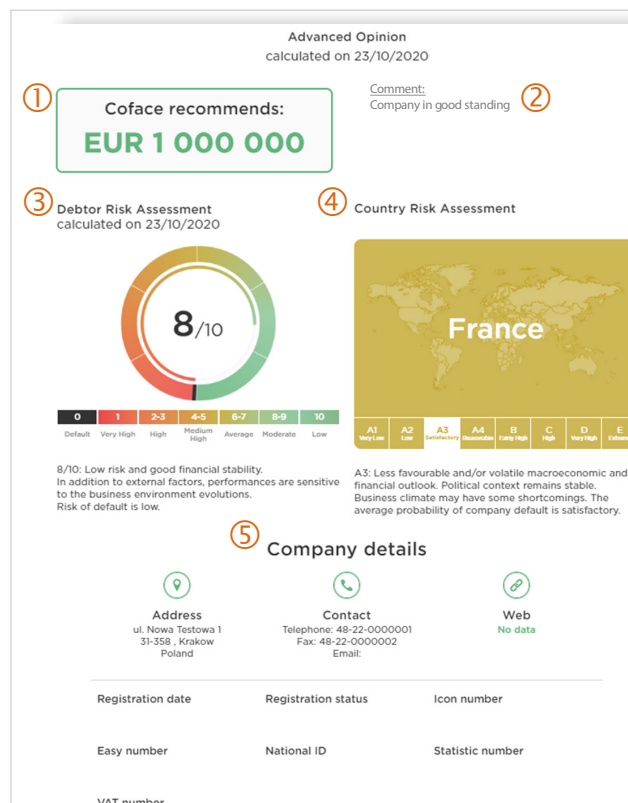 Advanced Opinion
calculated on 23/10/2020
1
Coface recommends:
EUR 1 000 000
Comment:
Company in good standing
2
3
Debtor Risk Assessment
calculated on 23/10/2020
8/10
0 1 2-3 4-5 6-7 8-9 10
Default Very High High Medium High Average Moderate Low
8/10: Low risk and good financial stability.
In addition to external factors, performances are sensitive
to the business environment evolutions.
Risk of default is low.
4
Country Risk Assessment
France
A1 A2 A3 A4 B C D E
Very Low Low Satisfactory Reasonable Fairly High High Very High
A3: Less favourable and/or volatile macroeconomic and
financial outlook. Political context remains stable.
Business climate may have some shortcomings. The
average probability of company default is satisfactory.
5
Company details
Address
ul. Nowa Testowa 1
31-358 , Krakow
Poland
Contact
Telephone: 48-22-0000001
Fax: 48-22-0000002
Email:
Web
No data
Registration date Registration status Icon number
Easy number National ID Statistic number
VAT number